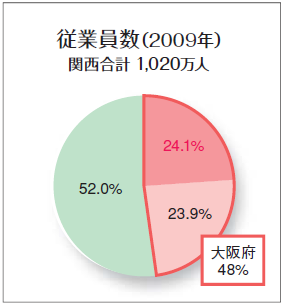 従業員数（2009年）
関西合計 1,020万人
24.1%
52.0%
23.9%
大阪府
48%